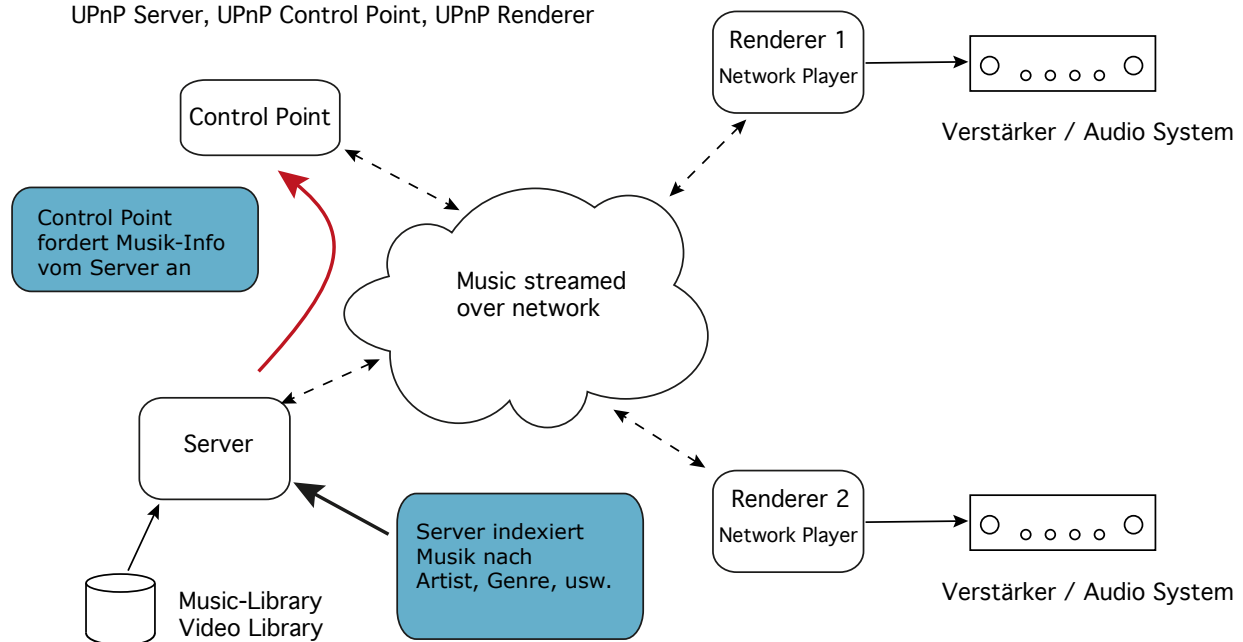 UPnP Server, UPnP Control Point, UPnP Renderer
Renderer 1
Network Player
Verstärker / Audio System
Control Point
Control Point
fordert Musik-Info
vom Server an
Music streamed
over network
Server
Server indexiert
Musik nach
Artist, Genre, usw.
Music-Library
Video Library
Renderer 2
Network Player
Verstärker / Audio System